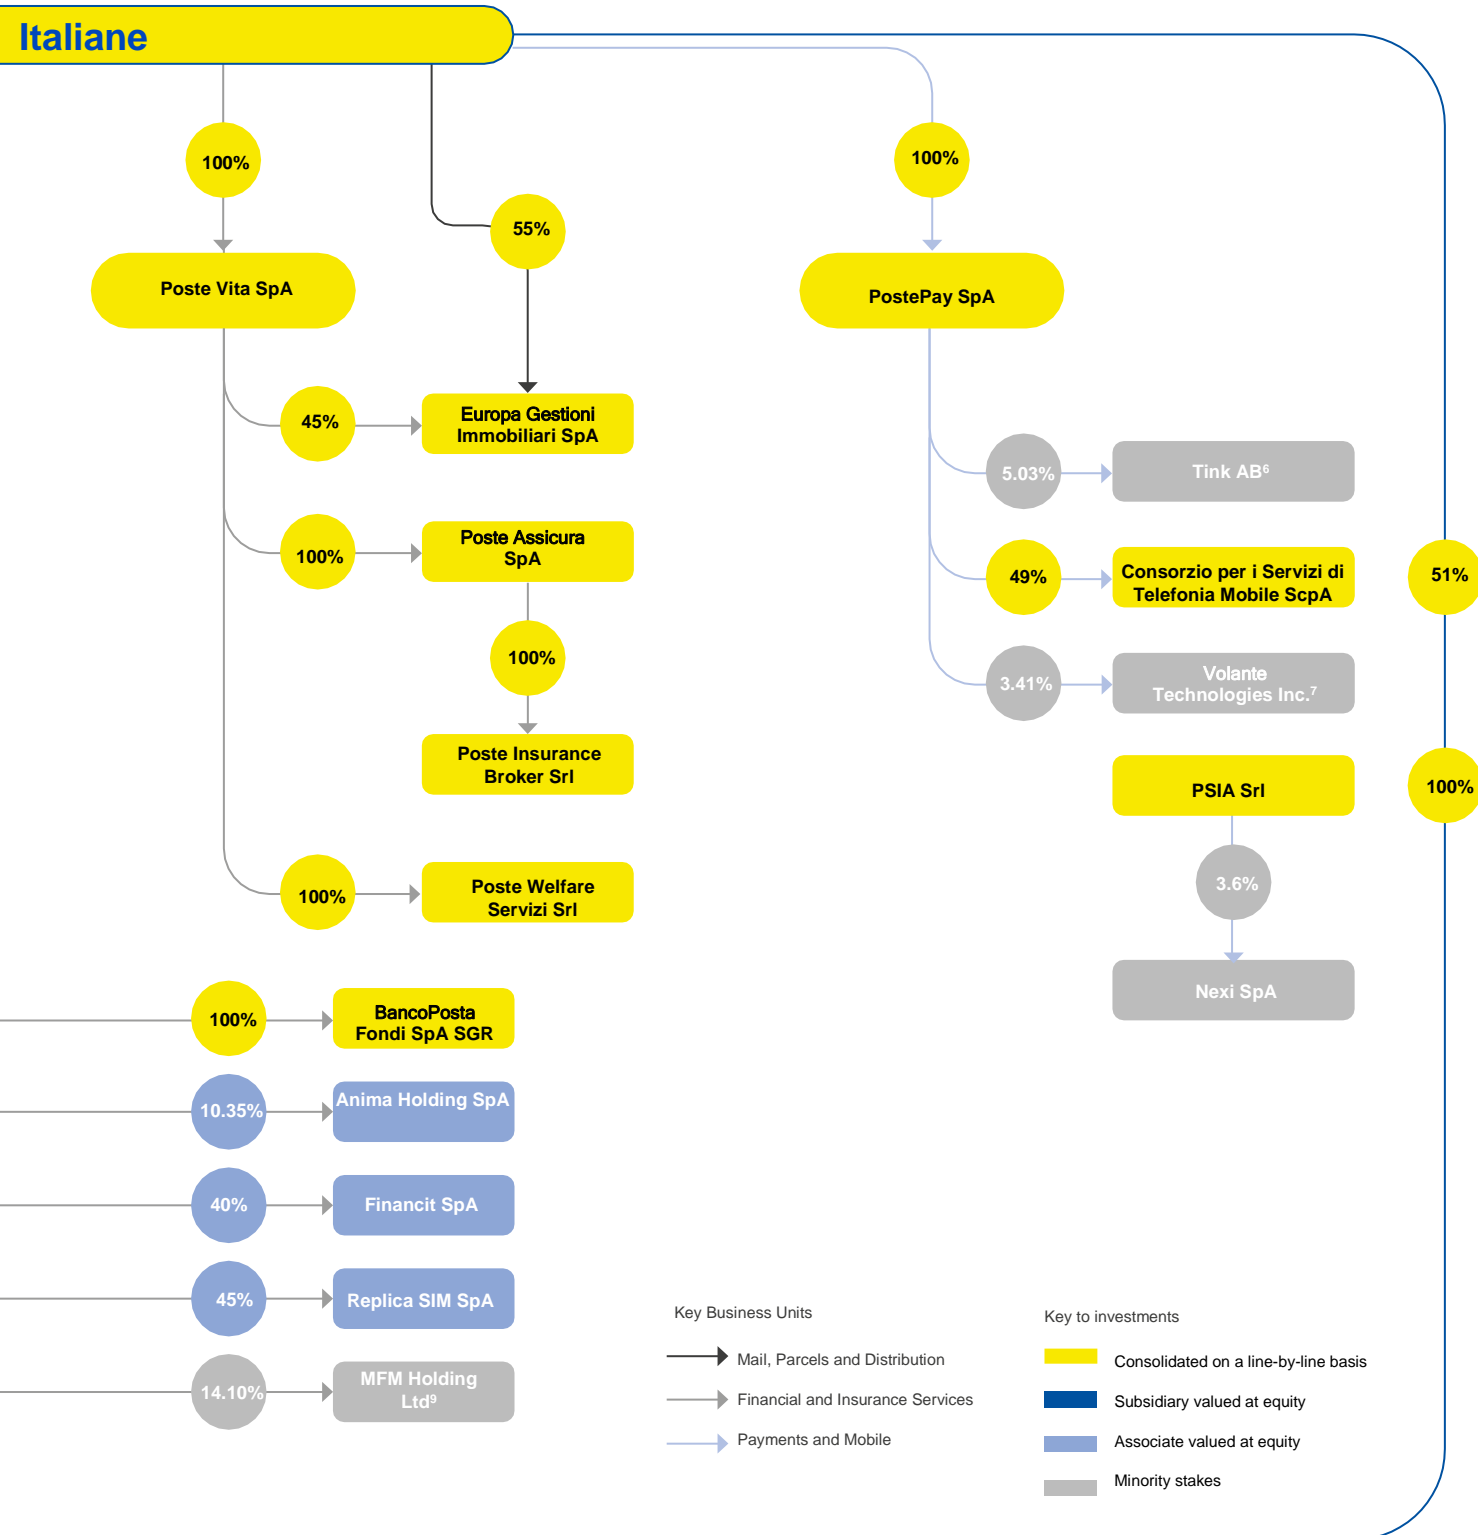 Italiane
100%
55%
100%
Poste Vita SpA
PostePay SpA
45%
Europa Gestioni
Immobiliari SpA
5.03%
Tink AB⁶
100%
Poste Assicura
SpA
49%
Consorzio per i Servizi di
Telefonia Mobile ScpA
51%
100%
3.41%
Volante
Technologies Inc.⁷
Poste Insurance
Broker Srl
PSIA Srl
100%
3.6%
100%
Poste Welfare
Servizi Srl
Nexi SpA
100%
BancoPosta
Fondi SpA SGR
10.35%
Anima Holding SpA
40%
Financit SpA
45%
Replica SIM SpA
14.10%
MFM Holding
Ltd⁹
Key Business Units
Mail, Parcels and Distribution
Financial and Insurance Services
Payments and Mobile
Key to investments
Consolidated on a line-by-line basis
Subsidiary valued at equity
Associate valued at equity
Minority stakes